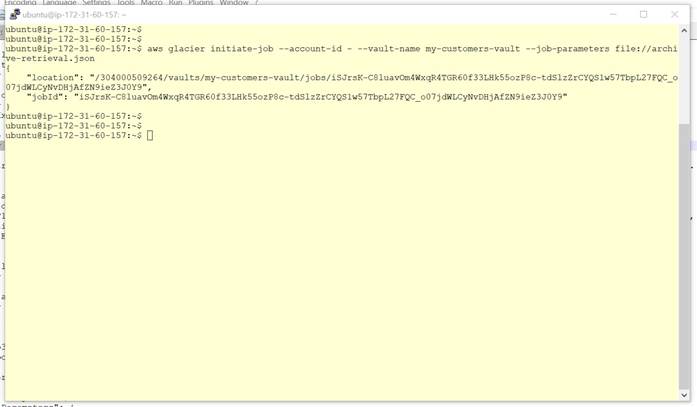 Encoding Language Settings Tools Macro Run Plugins Window ?
ubuntu@ip-172-31-60-157: ~
ubuntu@ip-172-31-60-157:~$
ubuntu@ip-172-31-60-157:~$
ubuntu@ip-172-31-60-157:~$ aws glacier initiate-job --account-id - --vault-name my-customers-vault --job-parameters file://archi
ve-retrieval.json
{
"location": "/304000509264/vaults/my-customers-vault/jobs/iSJrsK-C8luavOm4WxqR4TGR60f33LHk55ozP8c-tdSlzZrCYQS1w57TbpL27FQC_o
07jdWLCyNvDHjAfZN9ieZ3J0Y9",
"jobId": "iSJrsK-C8luavOm4WxqR4TGR60f33LHk55ozP8c-tdSlzZrCYQS1w57TbpL27FQC_o07jdWLCyNvDHjAfZN9ieZ3J0Y9"
}
ubuntu@ip-172-31-60-157:~$
ubuntu@ip-172-31-60-157:~$
ubuntu@ip-172-31-60-157:~$